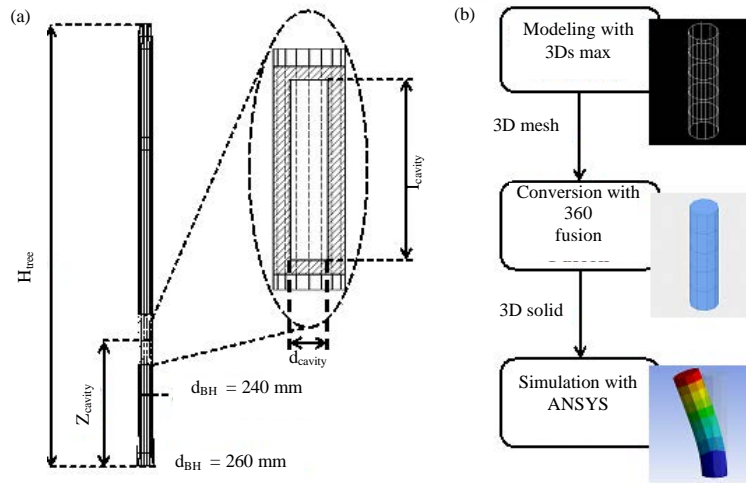 (a)
H_tree
Z_cavity
l_cavity
d_cavity
d_BH = 240 mm
d_BH = 260 mm
(b)
Modeling with
3Ds max
3D mesh
Conversion with
360
fusion
3D solid
Simulation with
ANSYS